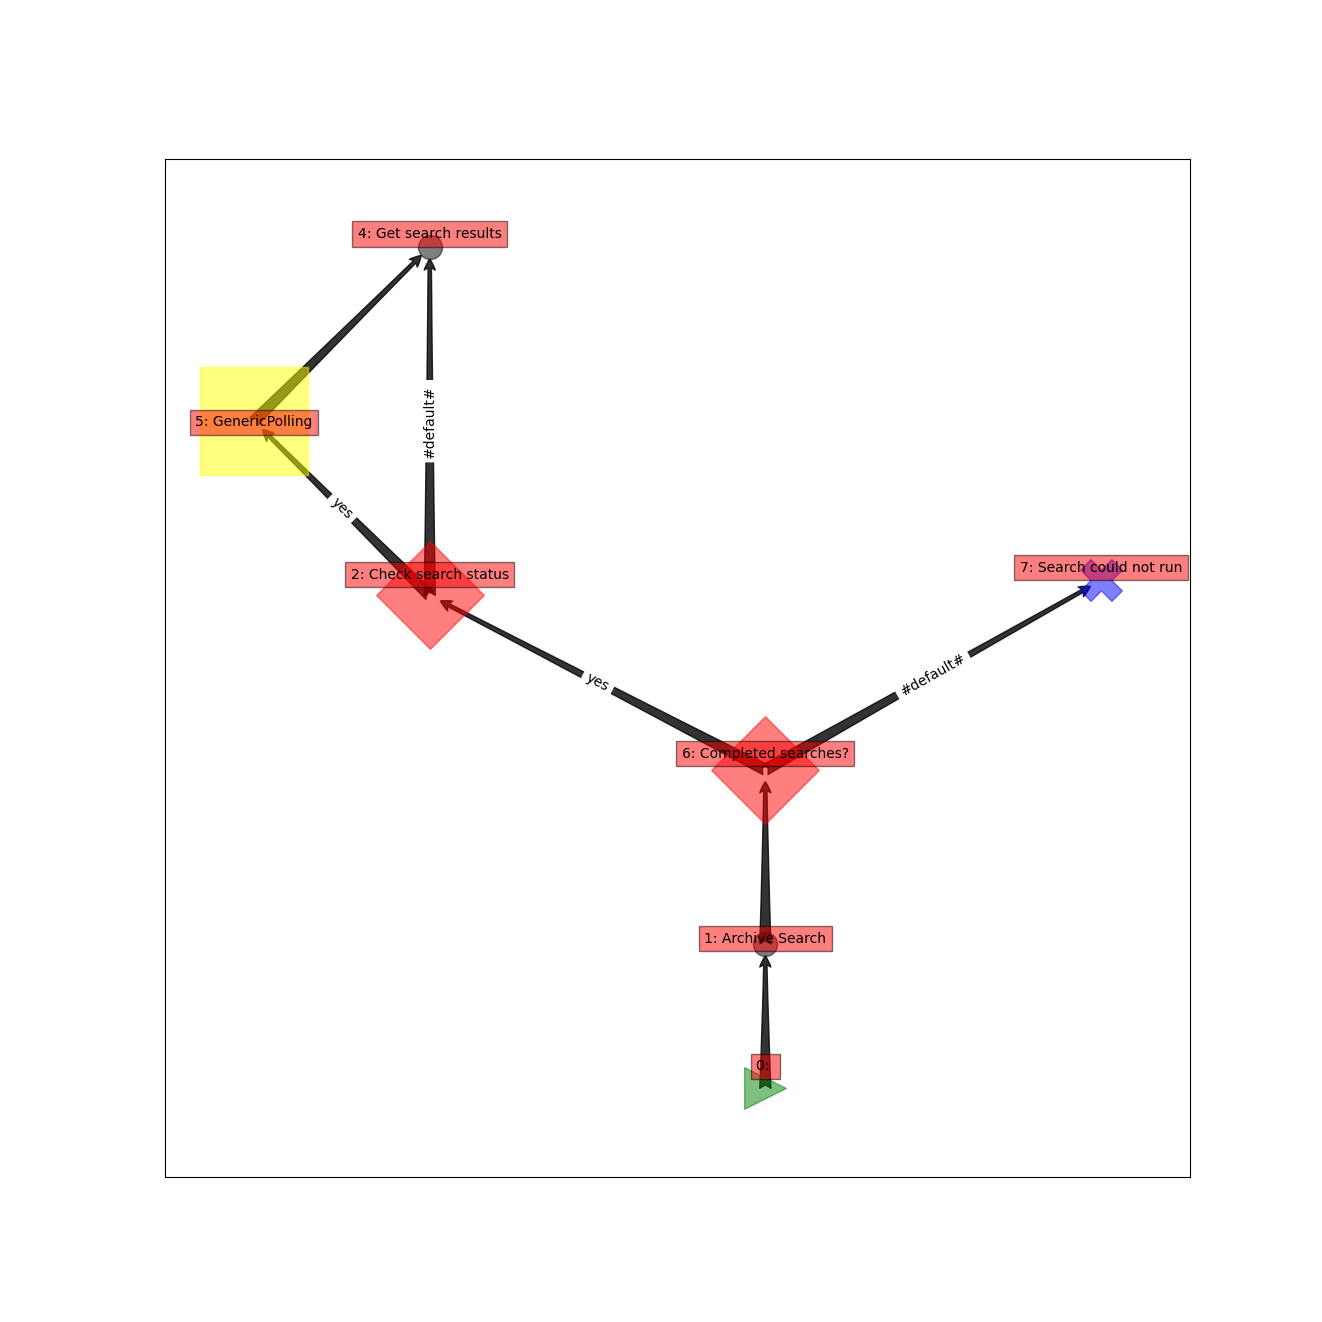 4: Get search results
#default#
5: GenericPolling
yes
2: Check search status
7: Search could not run
#default#
yes
6: Completed searches?
1: Archive Search
0: